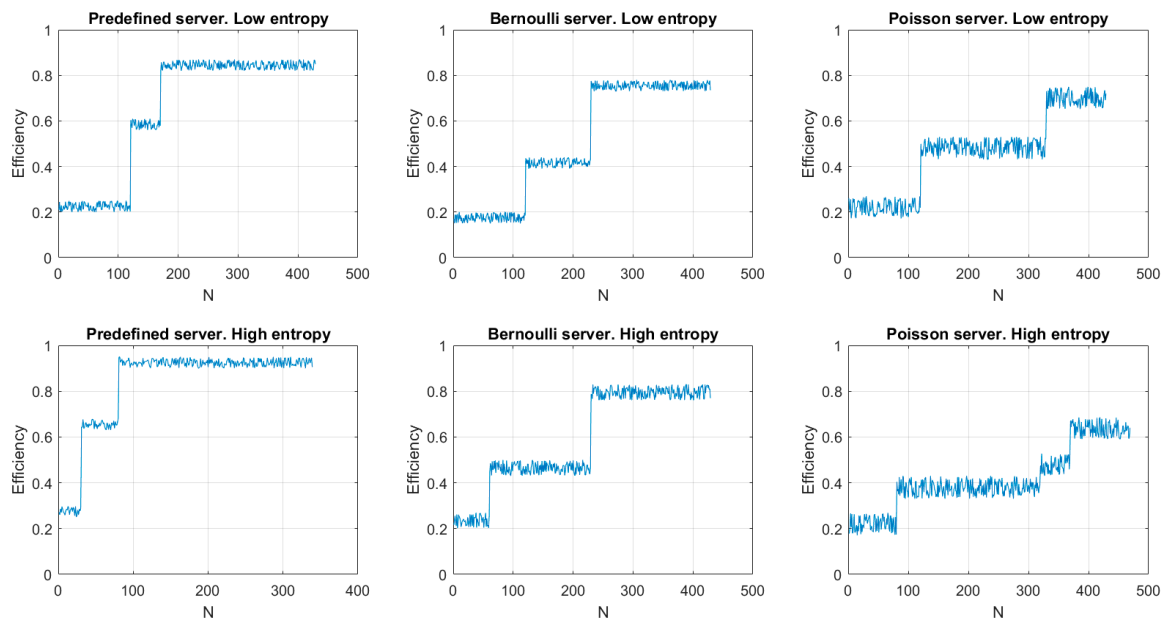 Predefined server. Low entropy
Efficiency
1
0.8
0.6
0.4
0.2
0
0 100 200 300 400 500
N
Bernoulli server. Low entropy
Efficiency
1
0.8
0.6
0.4
0.2
0
0 100 200 300 400 500
N
Poisson server. Low entropy
Efficiency
1
0.8
0.6
0.4
0.2
0
0 100 200 300 400 500
N
Predefined server. High entropy
Efficiency
1
0.8
0.6
0.4
0.2
0
0 100 200 300 400
N
Bernoulli server. High entropy
Efficiency
1
0.8
0.6
0.4
0.2
0
0 100 200 300 400 500
N
Poisson server. High entropy
Efficiency
1
0.8
0.6
0.4
0.2
0
0 100 200 300 400 500
N